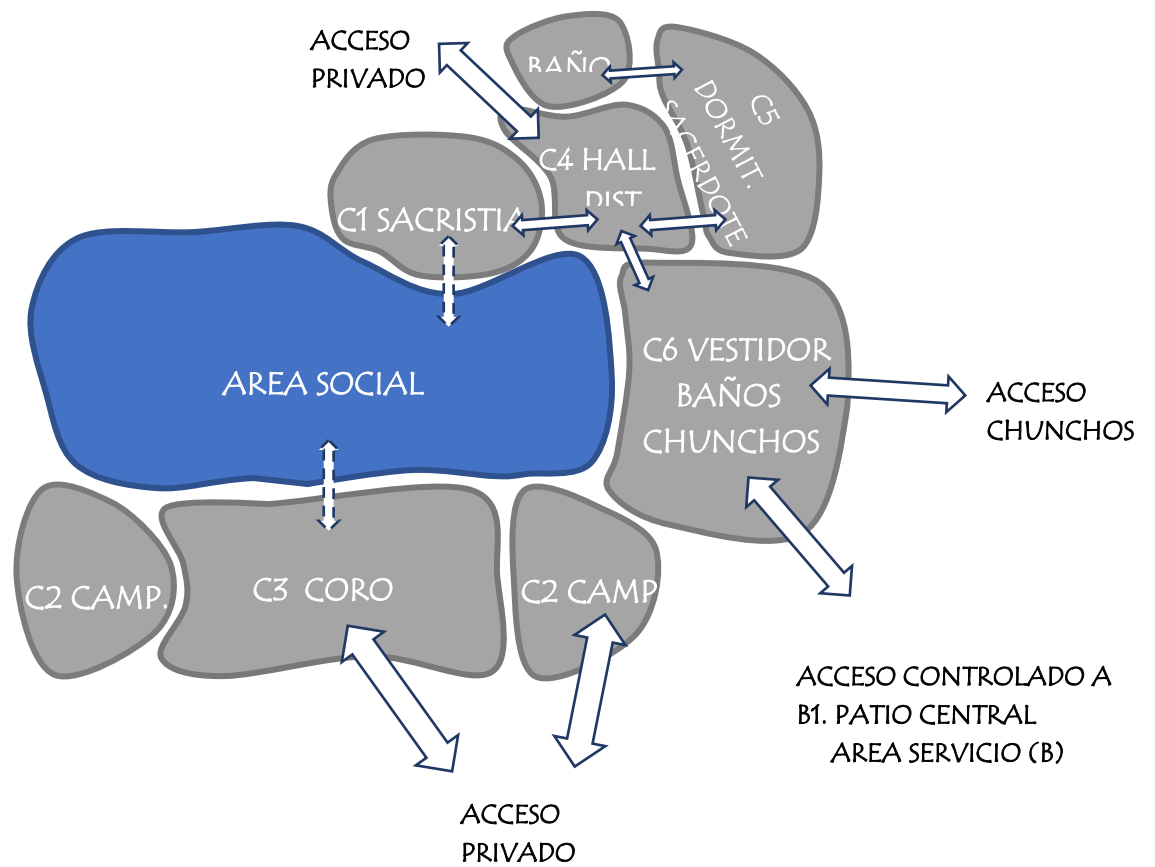 ACCESO
PRIVADO
BAÑO
C5
DORMIT.
SACERDOTE
C4 HALL
DIST
C1 SACRISTIA
AREA SOCIAL
C6 VESTIDOR
BAÑOS
CHUNCHOS
ACCESO
CHUNCHOS
C2 CAMP.
C3 CORO
C2 CAMP
ACCESO CONTROLADO A
B1. PATIO CENTRAL
AREA SERVICIO (B)
ACCESO
PRIVADO